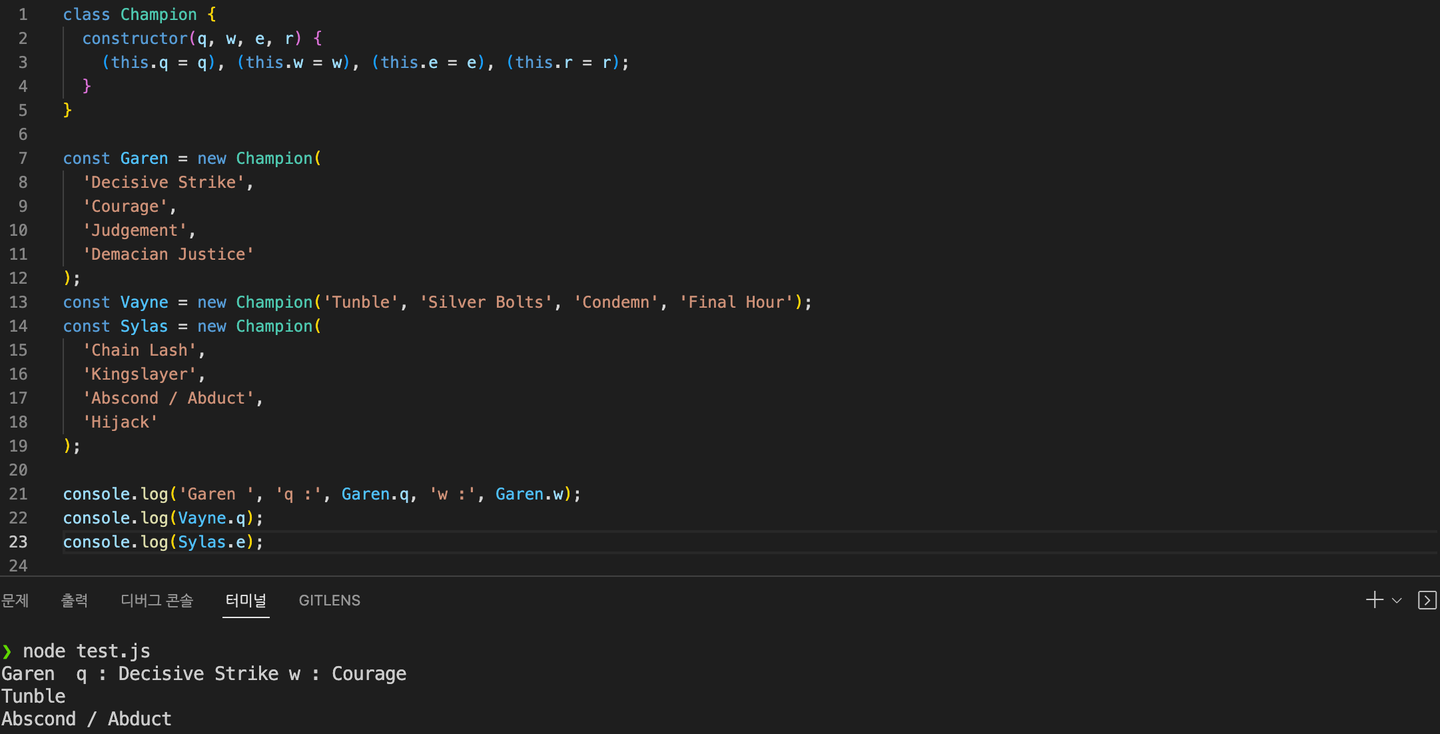 1 class Champion {
2 constructor(q, w, e, r) {
3 (this.q = q), (this.w = w), (this.e = e), (this.r = r);
4 }
5 }
6
7 const Garen = new Champion(
8 'Decisive Strike',
9 'Courage',
10 'Judgement',
11 'Demacian Justice'
12 );
13 const Vayne = new Champion('Tunble', 'Silver Bolts', 'Condemn', 'Final Hour');
14 const Sylas = new Champion(
15 'Chain Lash',
16 'Kingslayer',
17 'Abscond / Abduct',
18 'Hijack'
19 );
20
21 console.log('Garen ', 'q :', Garen.q, 'w :', Garen.w);
22 console.log(Vayne.q);
23 console.log(Sylas.e);
24
문제 출력 디버그 콘솔 터미널 GITLENS
❯ node test.js
Garen  q : Decisive Strike w : Courage
Tunble
Abscond / Abduct